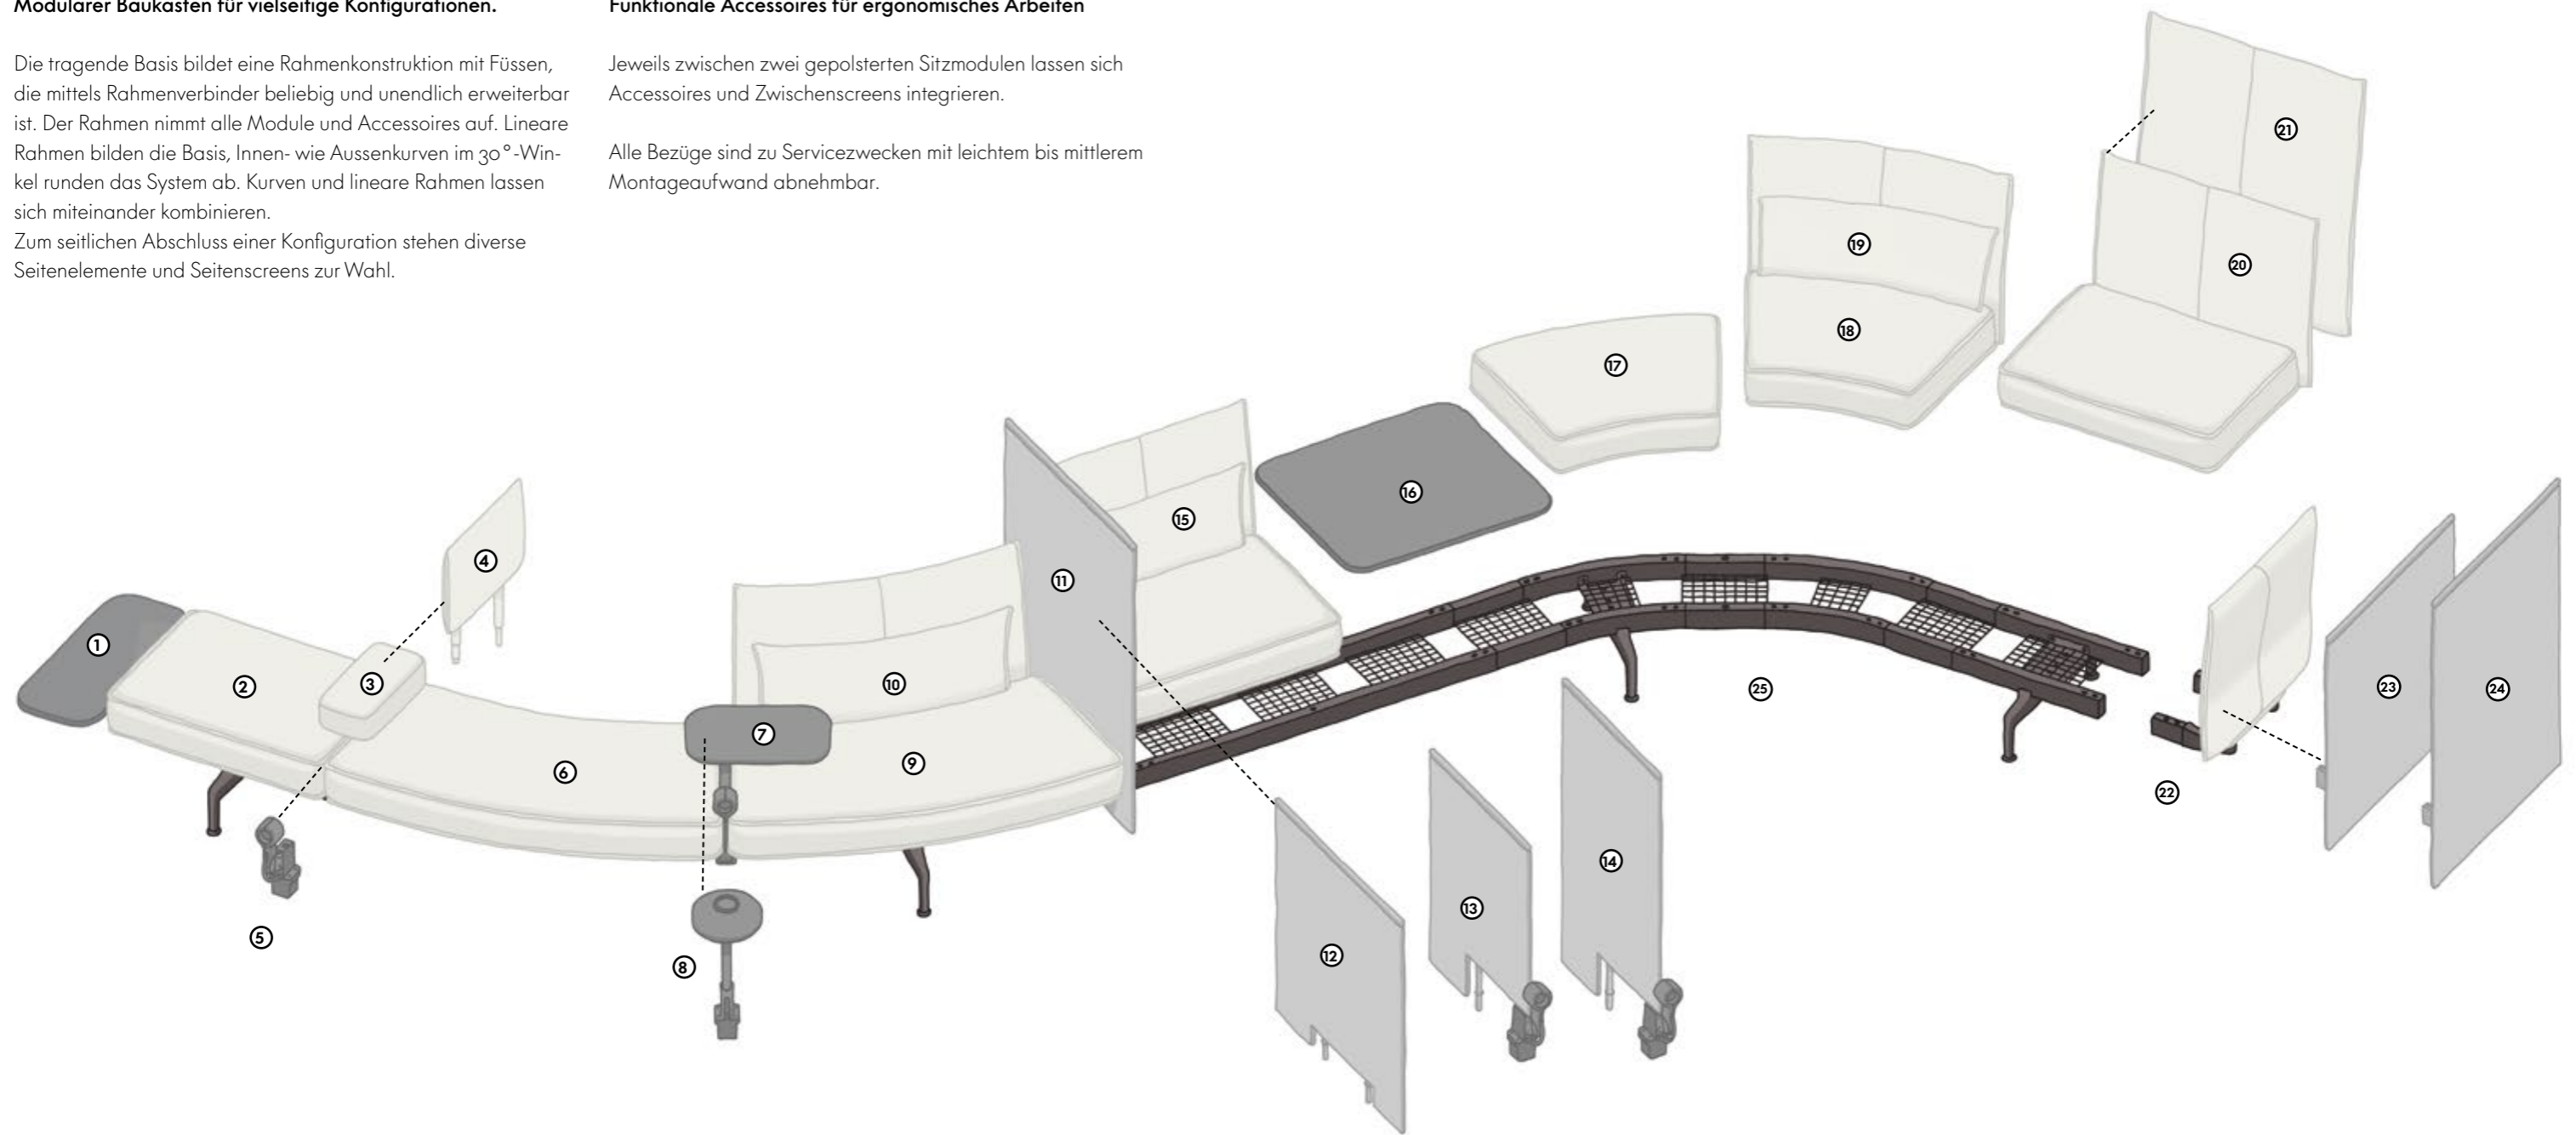 Modularer Baukasten für vielseitige Konfigurationen.
Die tragende Basis bildet eine Rahmenkonstruktion mit Füssen,
die mittels Rahmenverbinder beliebig und unendlich erweiterbar
ist. Der Rahmen nimmt alle Module und Accessoires auf. Lineare
Rahmen bilden die Basis, Innen- wie Aussenkurven im 30°-Win-
kel runden das System ab. Kurven und lineare Rahmen lassen
sich miteinander kombinieren.
Zum seitlichen Abschluss einer Konfiguration stehen diverse
Seitenelemente und Seitenscreens zur Wahl.
Funktionale Accessoires für ergonomisches Arbeiten
Jeweils zwischen zwei gepolsterten Sitzmodulen lassen sich
Accessoires und Zwischenscreens integrieren.
Alle Bezüge sind zu Servicezwecken mit leichtem bis mittlerem
Montageaufwand abnehmbar.
1
2
3
4
5
6
7
8
9
10
11
12
13
14
15
16
17
18
19
20
21
22
23
24
25